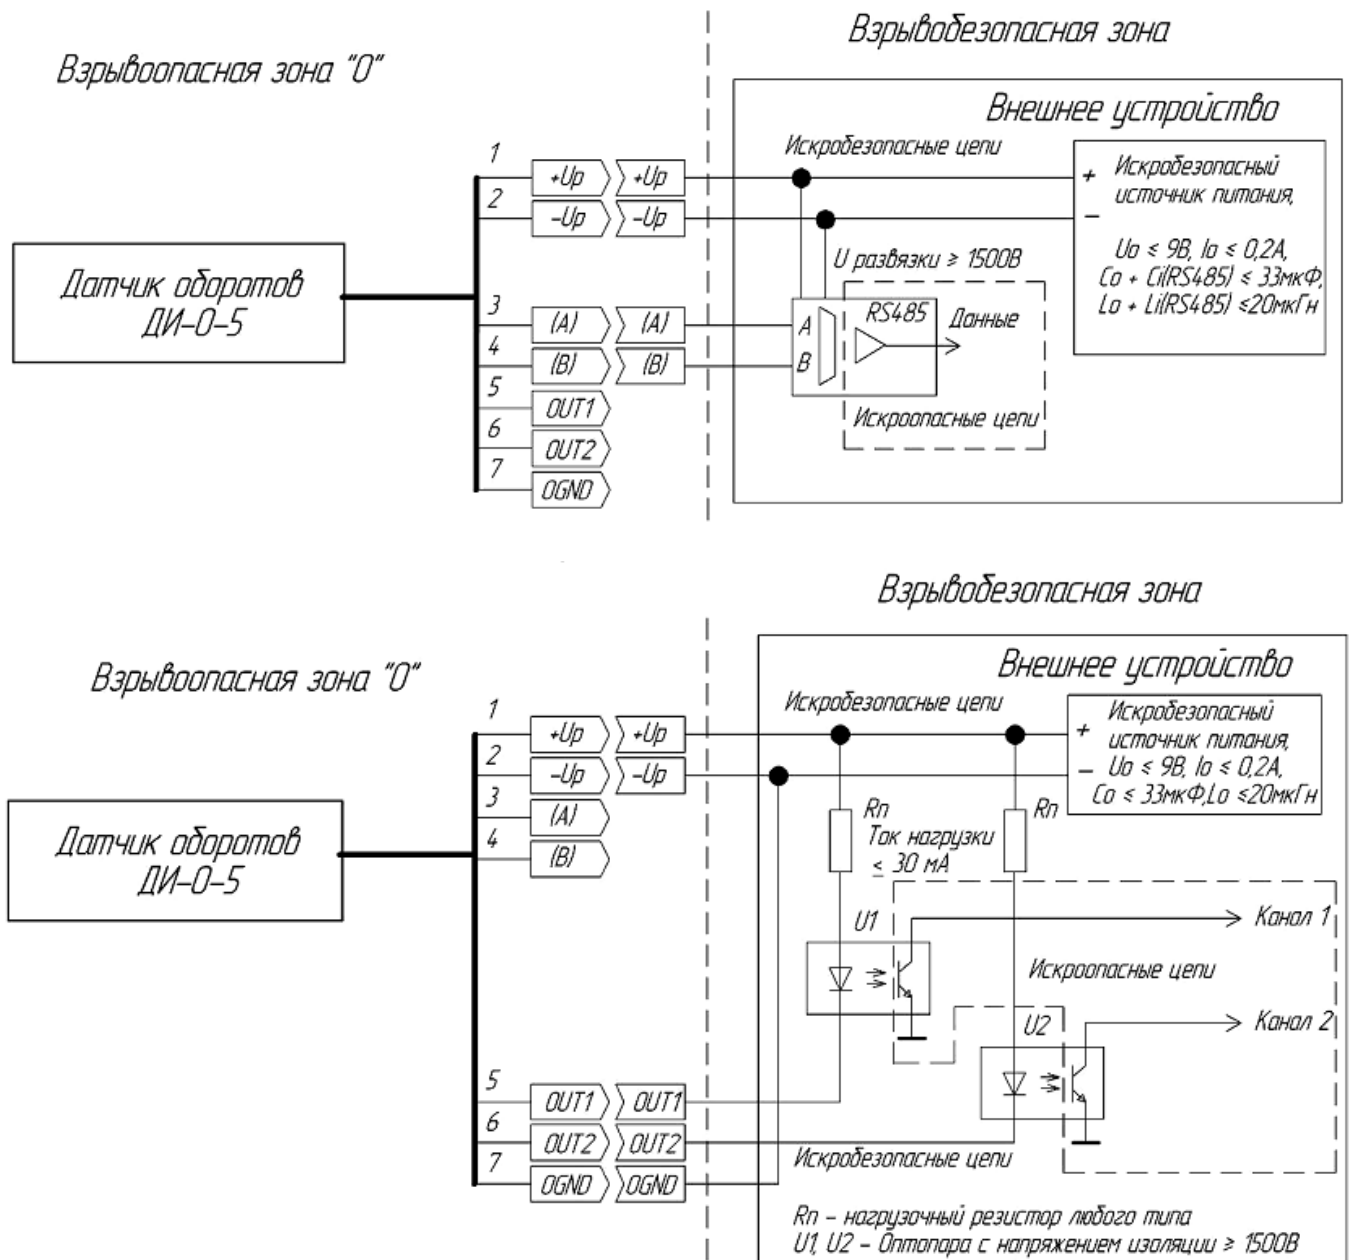 Взрывобезопасная зона
Взрывоопасная зона "0"
Внешнее устройство
Искробезопасные цепи
1
+Up
+Up
2
-Up
-Up
+
Искробезопасный
источник питания,
–
Uo ≤ 9В, Io ≤ 0,2А,
Co + Ci(RS485) ≤ 33мкФ,
Lo + Li(RS485) ≤20мкГн
U развязки ≥ 1500В
Датчик оборотов
ДИ-О-5
3
(A)
(A)
A
RS485
Данные
4
(B)
(B)
B
5
OUT1
Искроопасные цепи
6
OUT2
7
OGND
Взрывобезопасная зона
Взрывоопасная зона "0"
Внешнее устройство
Искробезопасные цепи
1
+Up
+Up
2
-Up
-Up
+
Искробезопасный
источник питания,
–
Uo ≤ 9В, Io ≤ 0,2А,
Co ≤ 33мкФ,Lo ≤20мкГн
3
(A)
4
(B)
Rн
Rн
Ток нагрузки
≤ 30 мА
Датчик оборотов
ДИ-О-5
U1
Канал 1
Искроопасные цепи
U2
Канал 2
5
OUT1
OUT1
6
OUT2
OUT2
7
OGND
OGND
Искробезопасные цепи
Rн – нагрузочный резистор любого типа
U1, U2 – Оптопара с напряжением изоляции ≥ 1500В